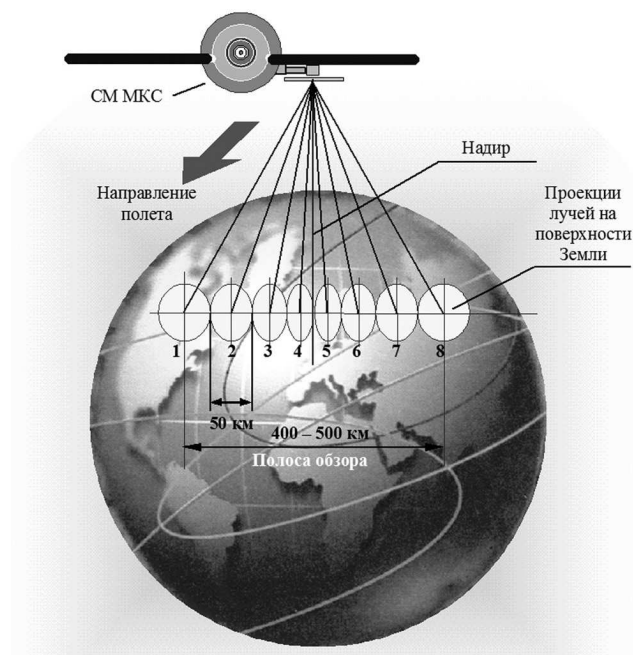 СМ МКС
Надир
Направление
полета
Проекции
лучей на
поверхности
Земли
1 2 3 4 5 6 7 8
50 км
400 – 500 км
Полоса обзора